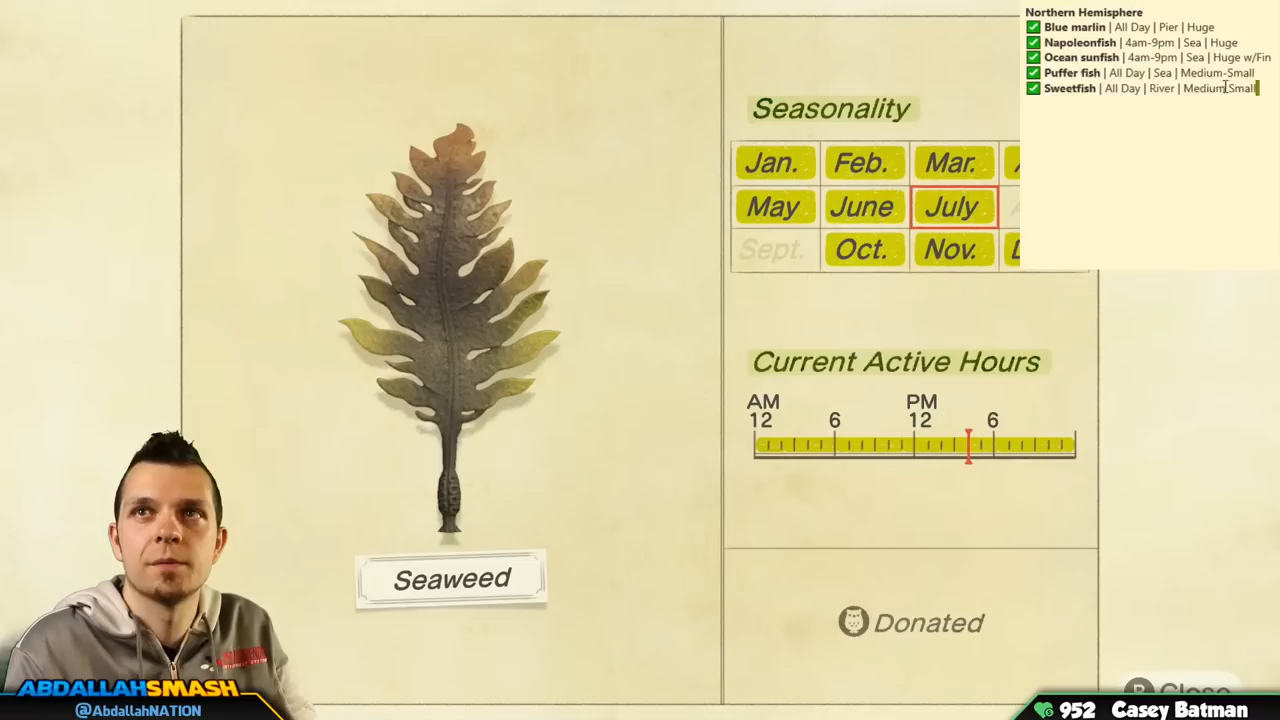 Northern Hemisphere
Blue marlin | All Day | Pier | Huge
Napoleonfish | 4am-9pm | Sea | Huge
Ocean sunfish | 4am-9pm | Sea | Huge w/Fin
Puffer fish | All Day | Sea | Medium-Small
Sweetfish | All Day | River | Medium-Small
Seasonality
Jan. Feb. Mar.
May June July
Sept. Oct. Nov.
Current Active Hours
AM PM
12 6 12 6
Seaweed
Donated
Close
ABDALLAHSMASH
@AbdallahNATION
952 Casey Batman